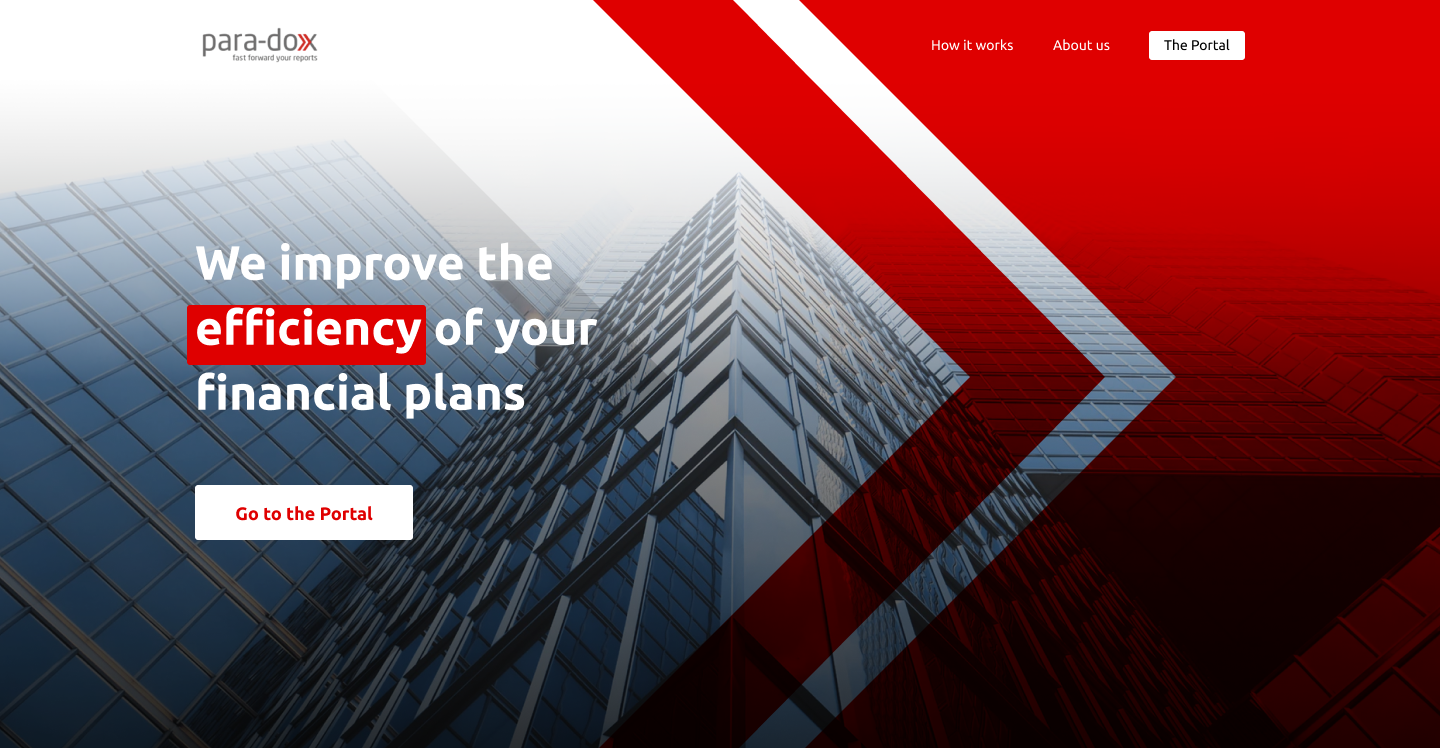 para-doxx
fast forward your reports
How it works
About us
The Portal
We improve the
efficiency of your
financial plans
Go to the Portal